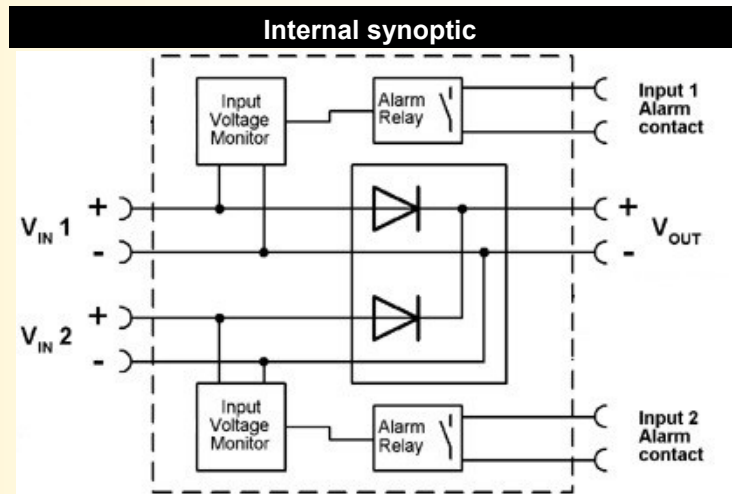 Internal synoptic
Input
Voltage
Monitor
Alarm
Relay
Input 1
Alarm
contact
+
VIN 1
-
+
VOUT
-
+
VIN 2
-
Input
Voltage
Monitor
Alarm
Relay
Input 2
Alarm
contact